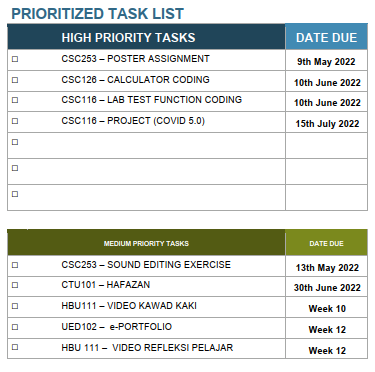 PRIORITIZED TASK LIST
HIGH PRIORITY TASKS DATE DUE
☐ CSC253 – POSTER ASSIGNMENT 9th May 2022
☐ CSC126 – CALCULATOR CODING 10th June 2022
☐ CSC116 – LAB TEST FUNCTION CODING 10th June 2022
☐ CSC116 – PROJECT (COVID 5.0) 15th July 2022
☐
☐
☐
MEDIUM PRIORITY TASKS DATE DUE
☐ CSC253 – SOUND EDITING EXERCISE 13th May 2022
☐ CTU101 – HAFAZAN 30th June 2022
☐ HBU111 – VIDEO KAWAD KAKI Week 10
☐ UED102 – e-PORTFOLIO Week 12
☐ HBU 111 – VIDEO REFLEKSI PELAJAR Week 12